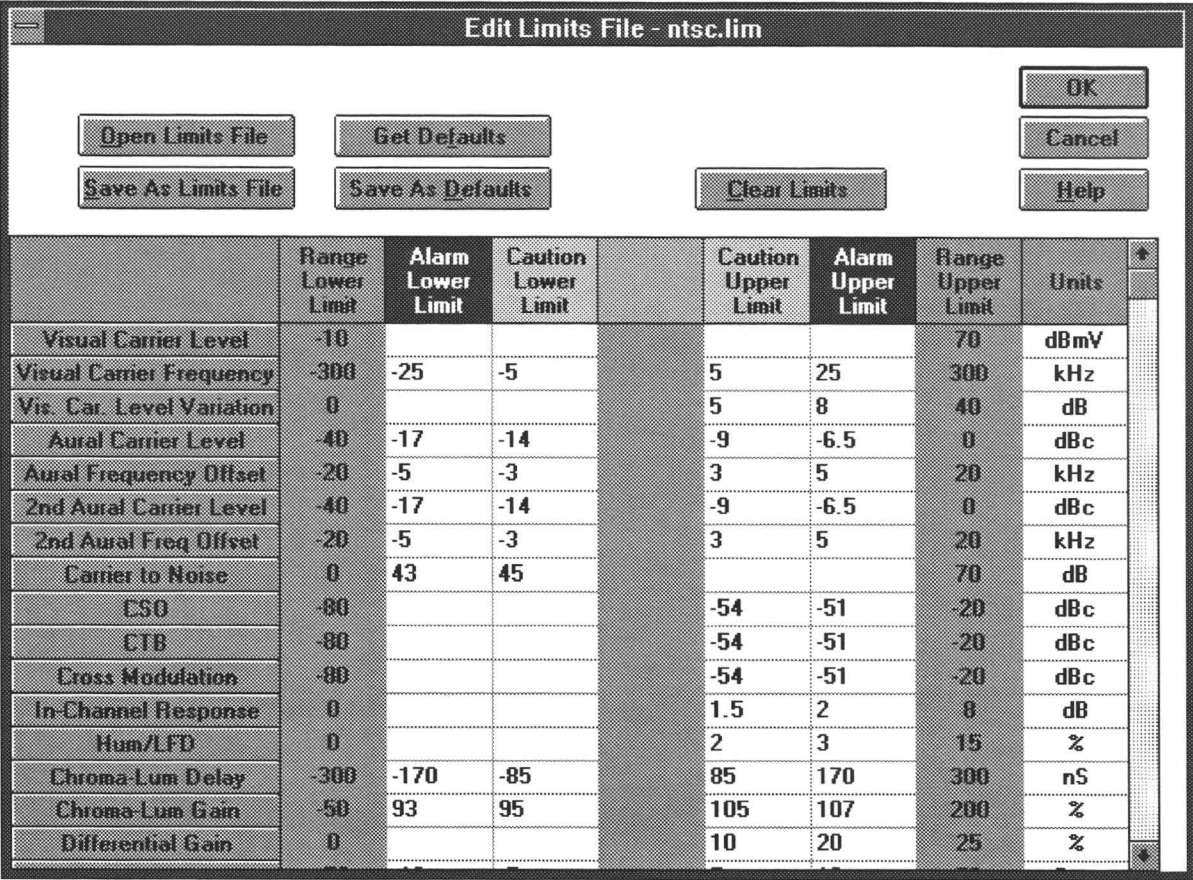 Edit Limits File - ntsc.lim
OK
Open Limits File Get Defaults Cancel
Save As Limits File Save As Defaults Clear Limits Help
Range Lower Limit Alarm Lower Limit Caution Lower Limit Caution Upper Limit Alarm Upper Limit Range Upper Limit Units
Visual Carrier Level -10 70 dBmV
Visual Carrier Frequency -300 -25 -5 5 25 300 kHz
Vis. Car. Level Variation 0 5 8 40 dB
Aural Carrier Level -40 -17 -14 -9 -6.5 0 dBc
Aural Frequency Offset -20 -5 -3 3 5 20 kHz
2nd Aural Carrier Level -40 -17 -14 -9 -6.5 0 dBc
2nd Aural Freq Offset -20 -5 -3 3 5 20 kHz
Carrier to Noise 0 43 45 70 dB
CSO -80 -54 -51 -20 dBc
CTB -80 -54 -51 -20 dBc
Cross Modulation -80 -54 -51 -20 dBc
In-Channel Response 0 1.5 2 8 dB
Hum/LFD 0 2 3 15 %
Chroma-Lum Delay -300 -170 -85 85 170 300 nS
Chroma-Lum Gain -50 93 95 105 107 200 %
Differential Gain 0 10 20 25 %